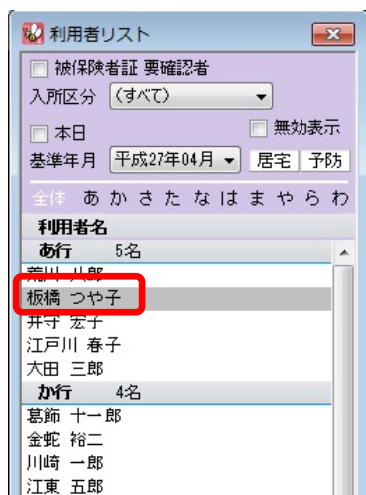 利用者リスト
被保険者証 要確認者
入所区分 (すべて)
本日 無効表示
基準年月 平成27年04月 居宅 予防
全体 あ か さ た な は ま や ら わ
利用者名
あ行 5名
荒川 八郎
板橋 つや子
井守 宏子
江戸川 春子
大田 三郎
か行 4名
葛飾 十一郎
金蛇 裕二
川崎 一郎
江東 五郎